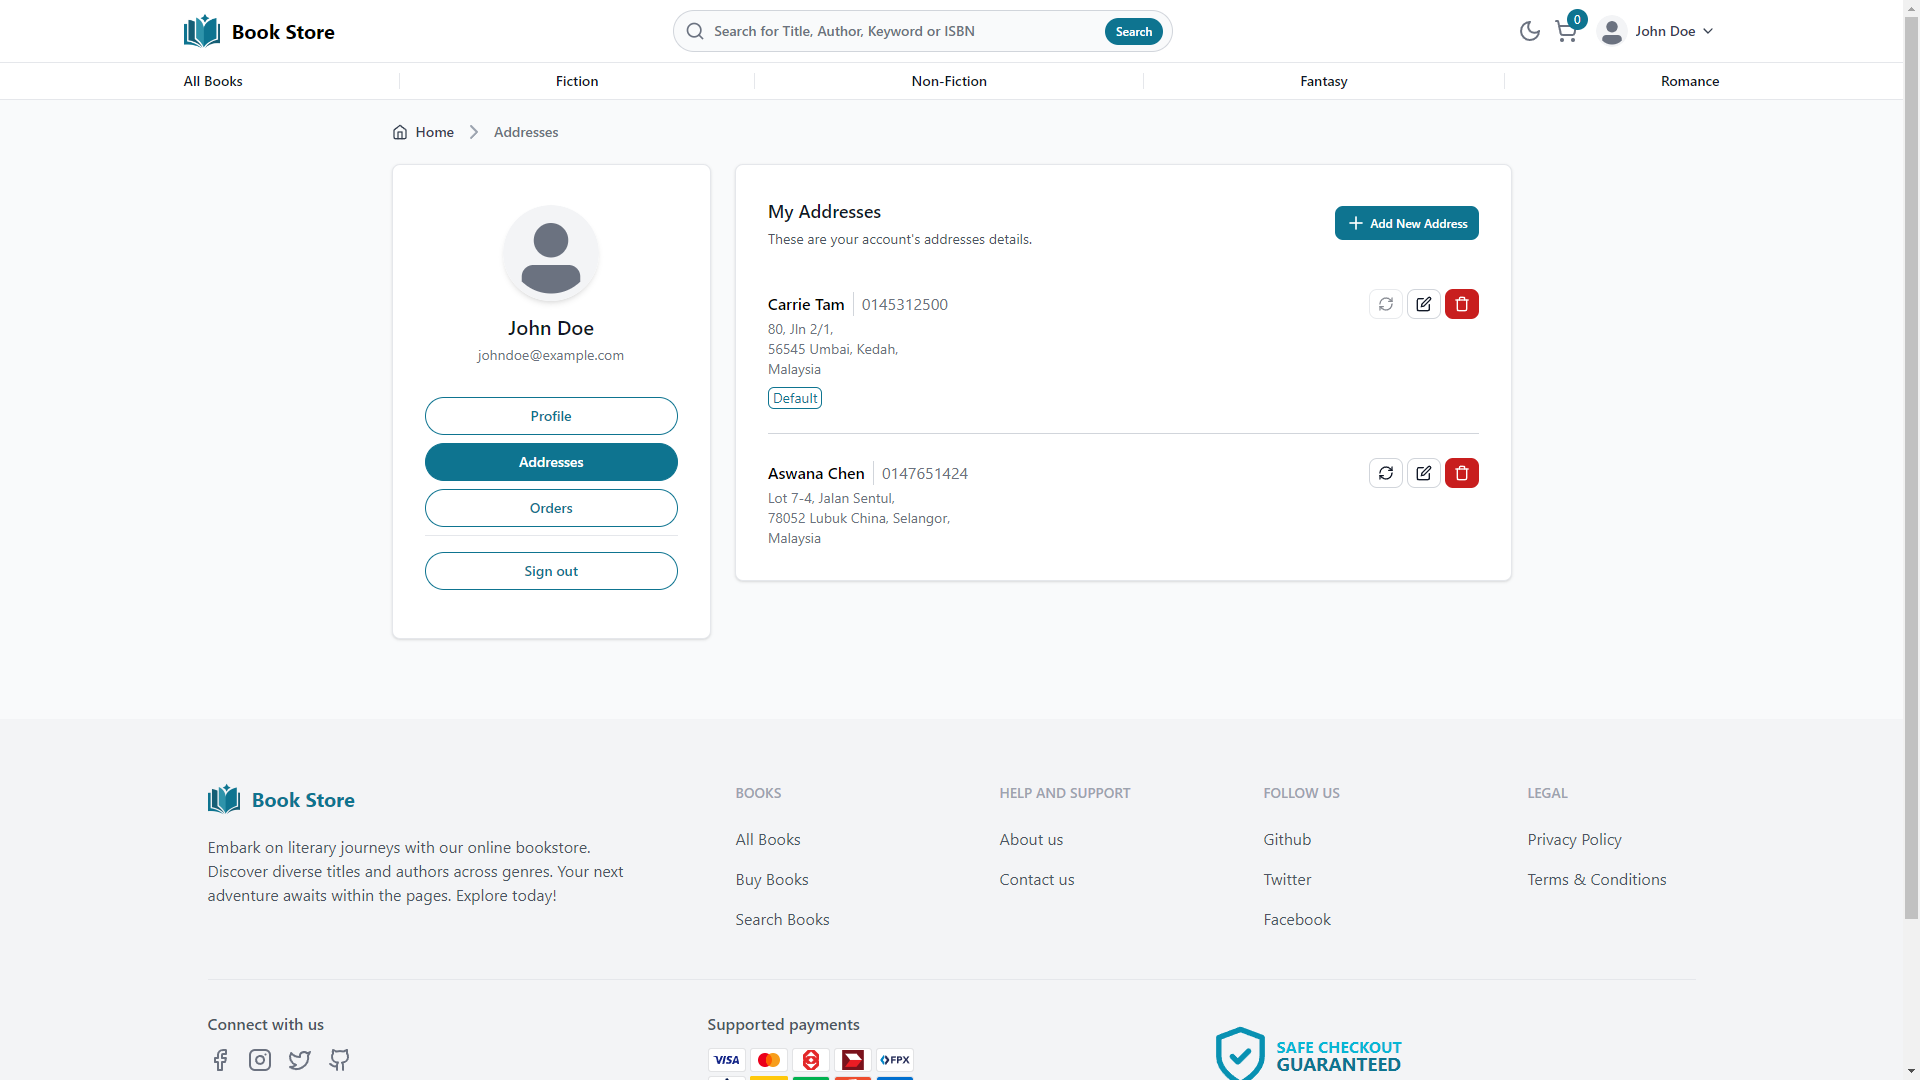 Book Store
Search for Title, Author, Keyword or ISBN
Search
0
John Doe
All Books
Fiction
Non-Fiction
Fantasy
Romance
Home
Addresses
John Doe
johndoe@example.com
Profile
Addresses
Orders
Sign out
My Addresses
These are your account's addresses details.
Add New Address
Carrie Tam
0145312500
80, Jln 2/1,
56545 Umbai, Kedah,
Malaysia
Default
Aswana Chen
0147651424
Lot 7-4, Jalan Sentul,
78052 Lubuk China, Selangor,
Malaysia
Book Store
Embark on literary journeys with our online bookstore.
Discover diverse titles and authors across genres. Your next
adventure awaits within the pages. Explore today!
BOOKS
All Books
Buy Books
Search Books
HELP AND SUPPORT
About us
Contact us
FOLLOW US
Github
Twitter
Facebook
LEGAL
Privacy Policy
Terms & Conditions
Connect with us
Supported payments
VISA
FPX
SAFE CHECKOUT
GUARANTEED